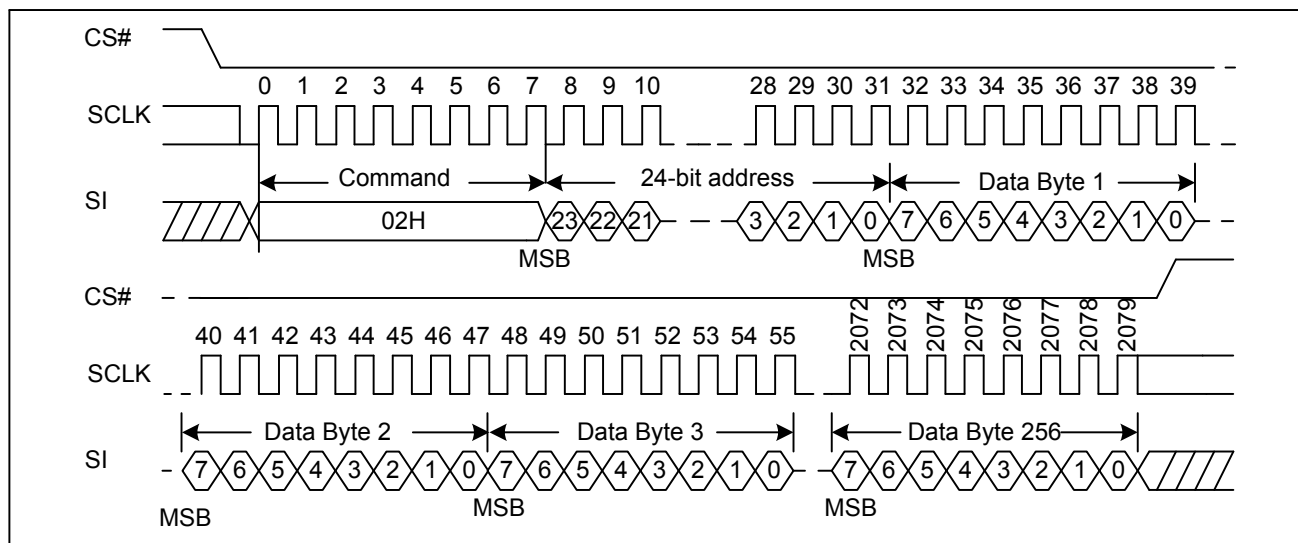 CS#
0 1 2 3 4 5 6 7 8 9 10 28 29 30 31 32 33 34 35 36 37 38 39
SCLK
Command 24-bit address Data Byte 1
SI
02H 23 22 21 3 2 1 0 7 6 5 4 3 2 1 0
MSB MSB
CS#
40 41 42 43 44 45 46 47 48 49 50 51 52 53 54 55 2072 2073 2074 2075 2076 2077 2078 2079
SCLK
Data Byte 2 Data Byte 3 Data Byte 256
SI
7 6 5 4 3 2 1 0 7 6 5 4 3 2 1 0 7 6 5 4 3 2 1 0
MSB MSB MSB